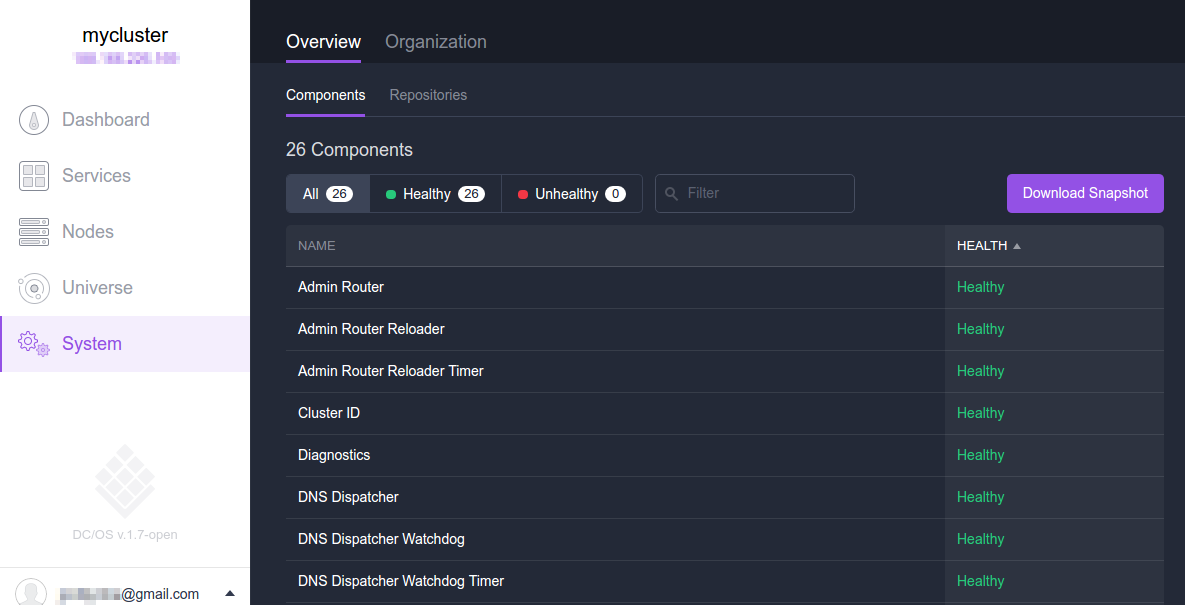 mycluster
Dashboard
Services
Nodes
Universe
System
DC/OS v.1.7-open
@gmail.com
Overview Organization
Components Repositories
26 Components
All 26 Healthy 26 Unhealthy 0 Filter Download Snapshot
NAME HEALTH
Admin Router Healthy
Admin Router Reloader Healthy
Admin Router Reloader Timer Healthy
Cluster ID Healthy
Diagnostics Healthy
DNS Dispatcher Healthy
DNS Dispatcher Watchdog Healthy
DNS Dispatcher Watchdog Timer Healthy